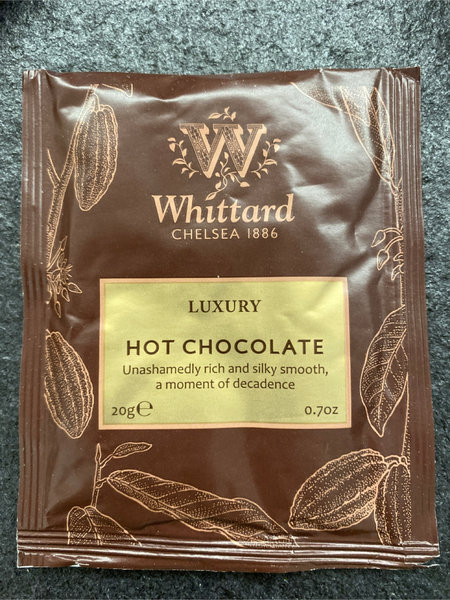 W
Whittard
CHELSEA 1886
LUXURY
HOT CHOCOLATE
Unashamedly rich and silky smooth,
a moment of decadence
20g℮ 0.7oz